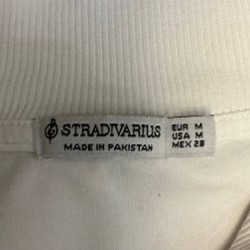 STRADIVARIUS
MADE IN PAKISTAN
EUR M
USA M
MEX 28